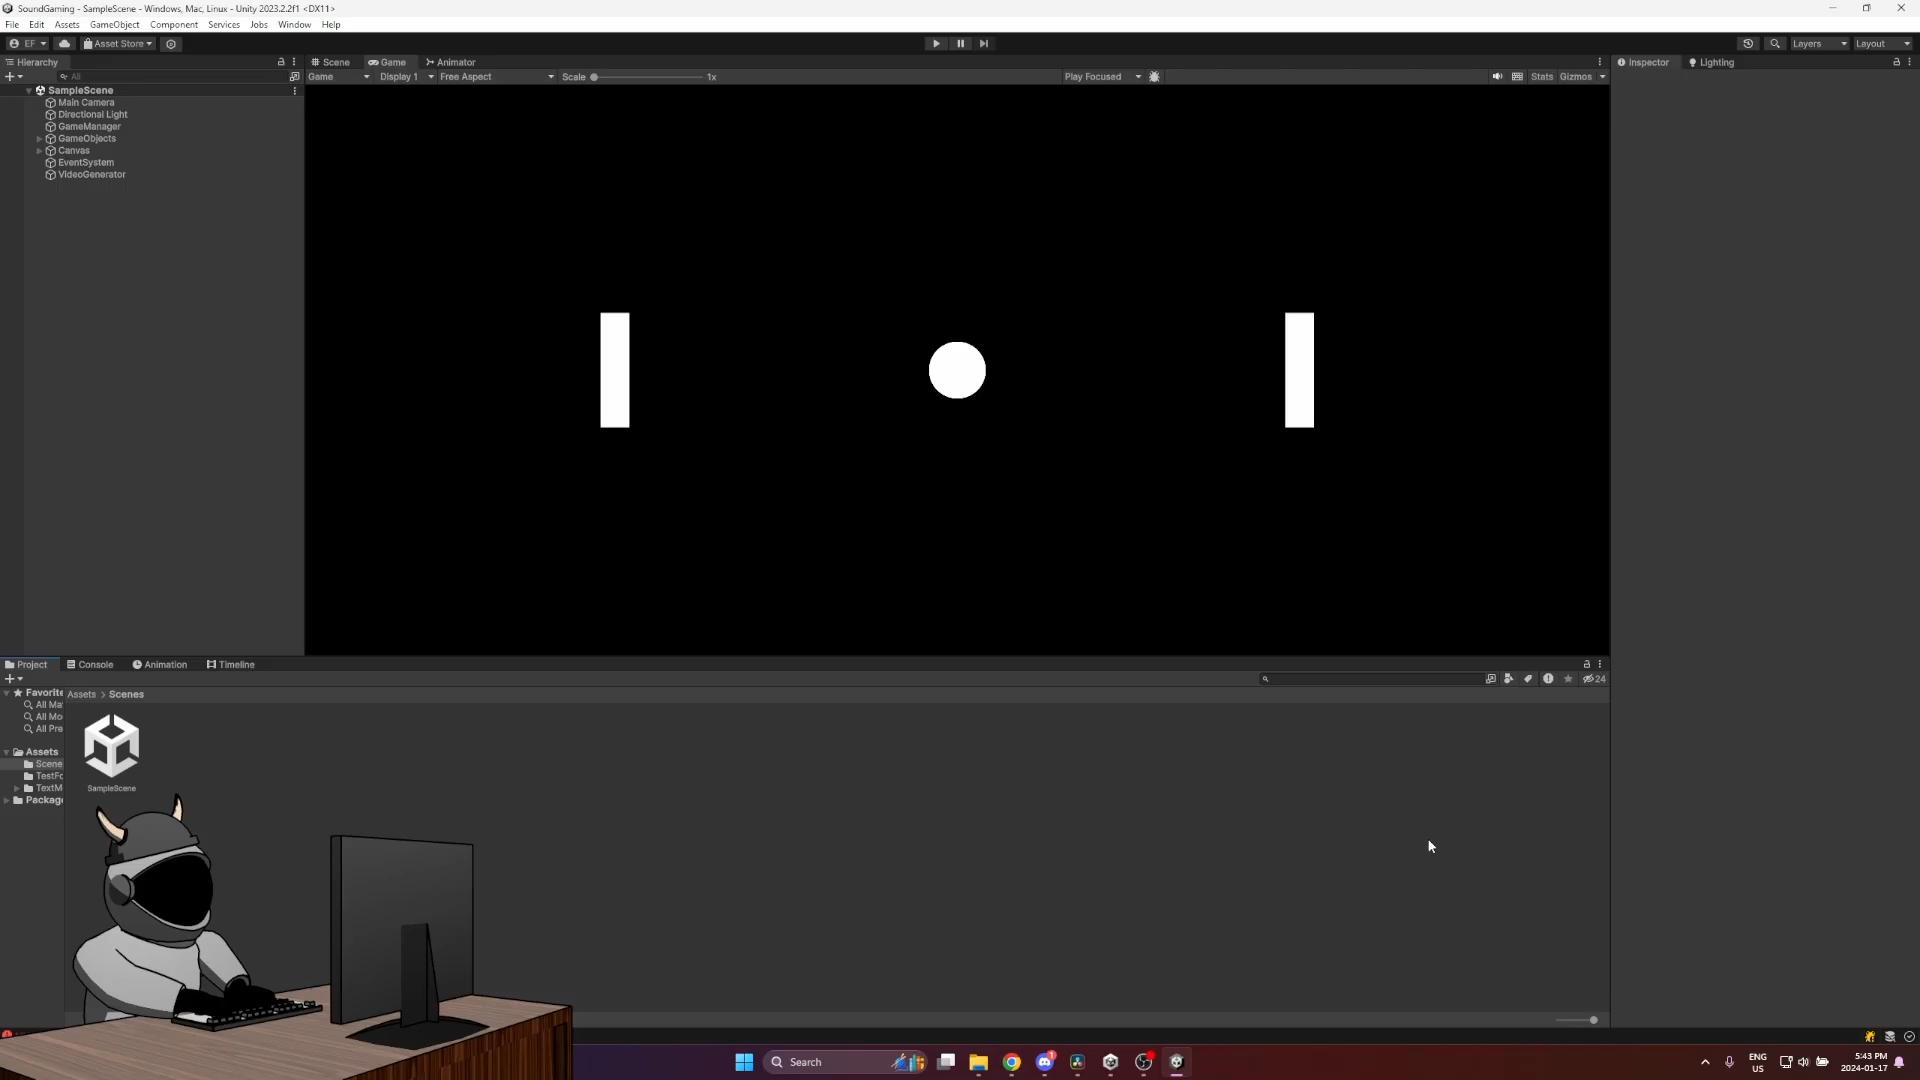 SoundGaming - SampleScene - Windows, Mac, Linux - Unity 2023.2.2f1 <DX11>
File Edit Assets GameObject Component Services Jobs Window Help
EF Asset Store Layers Layout
Hierarchy Scene Game Animator Inspector Lighting
All Game Display 1 Free Aspect Scale 1x Play Focused Stats Gizmos
SampleScene
Main Camera
Directional Light
GameManager
GameObjects
Canvas
EventSystem
VideoGenerator
Project Console Animation Timeline
24
Favorite Assets > Scenes
All Ma
All Mo
All Pre
Assets
Scene
TestFo
TextM
Package
SampleScene
Search
1
ENG
US
5:43 PM
2024-01-17